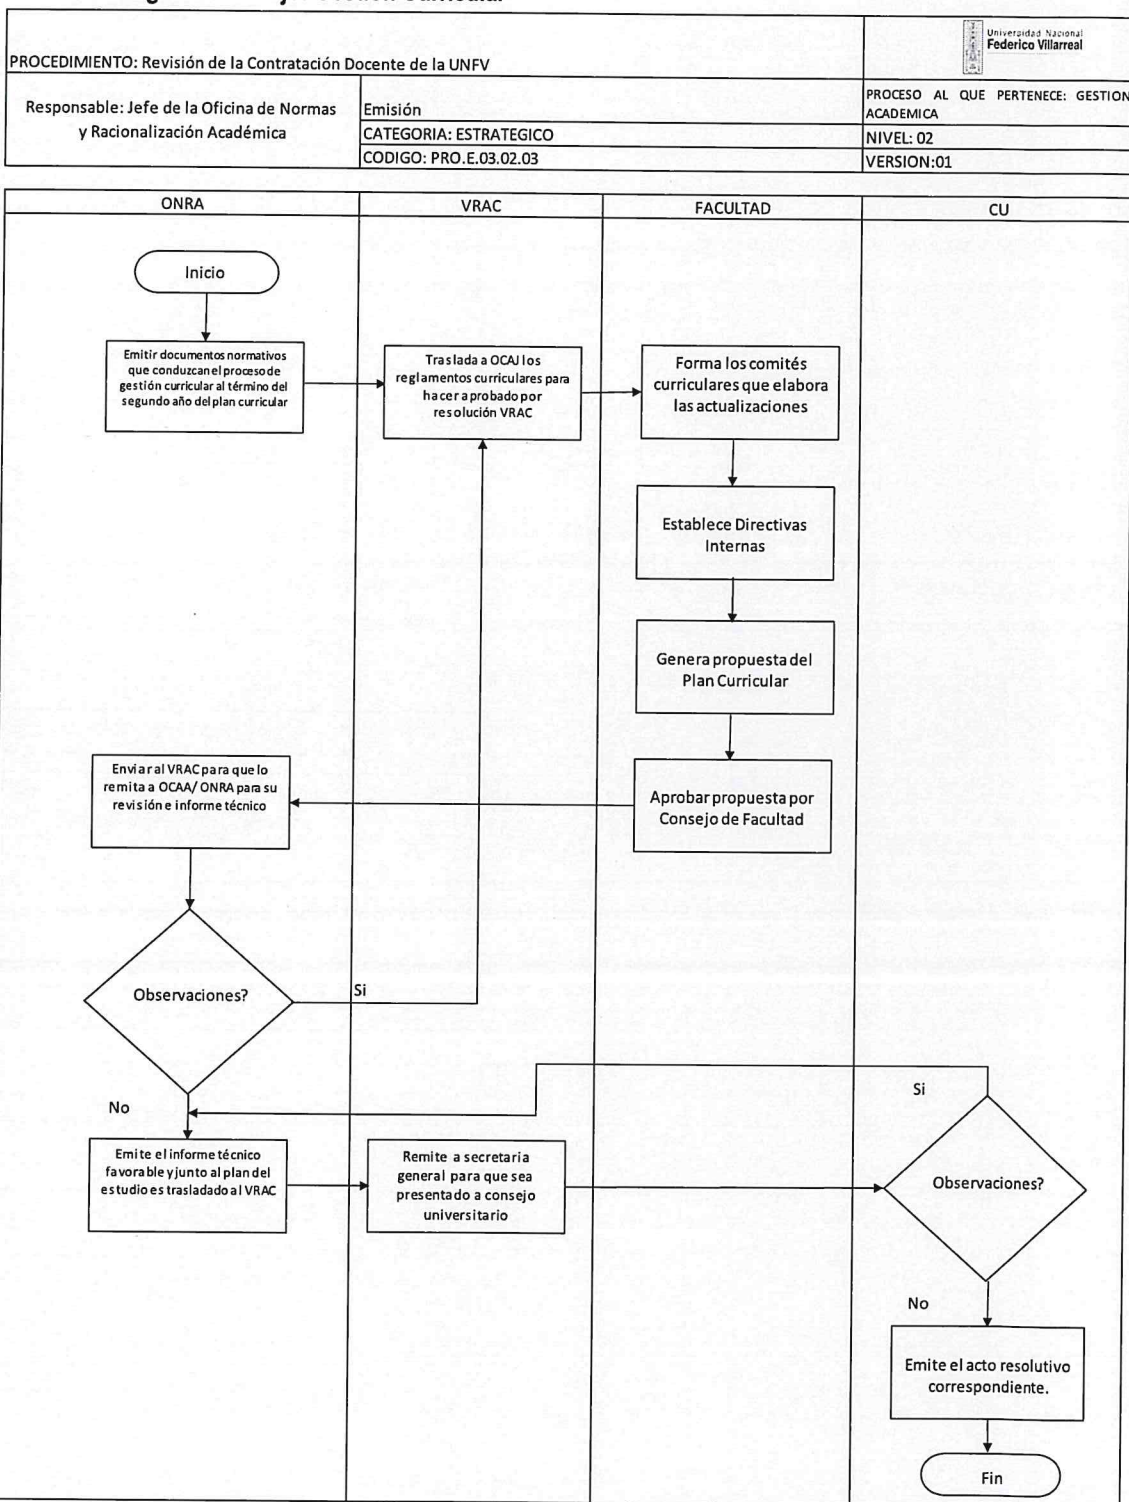 Universidad Nacional
Federico Villarreal
PROCEDIMIENTO: Revisión de la Contratación Docente de la UNFV
Responsable: Jefe de la Oficina de Normas
y Racionalización Académica
Emisión
CATEGORIA: ESTRATEGICO
CODIGO: PRO.E.03.02.03
PROCESO AL QUE PERTENECE: GESTION
ACADEMICA
NIVEL: 02
VERSION:01
ONRA
VRAC
FACULTAD
CU
Inicio
Emitir documentos normativos
que conduzcan el proceso de
gestión curricular al término del
segundo año del plan curricular
Traslada a OCAJ los
reglamentos curriculares para
hacer aprobado por
resolución VRAC
Forma los comités
curriculares que elabora
las actualizaciones
Establece Directivas
Internas
Genera propuesta del
Plan Curricular
Enviar al VRAC para que lo
remita a OCAA/ ONRA para su
revisión e informe técnico
Aprobar propuesta por
Consejo de Facultad
Observaciones?
Si
No
Emite el informe técnico
favorable y junto al plan del
estudio es trasladado al VRAC
Remite a secretaria
general para que sea
presentado a consejo
universitario
Si
Observaciones?
No
Emite el acto resolutivo
correspondiente.
Fin